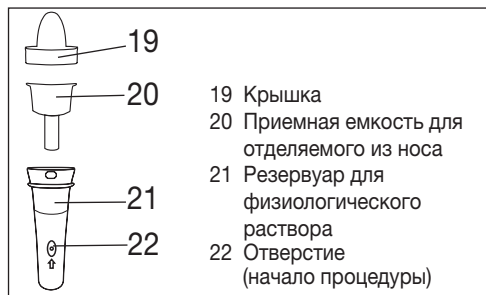 19
20
21
22
19 Крышка
20 Приемная емкость для
отделяемого из носа
21 Резервуар для
физиологического
раствора
22 Отверстие
(начало процедуры)